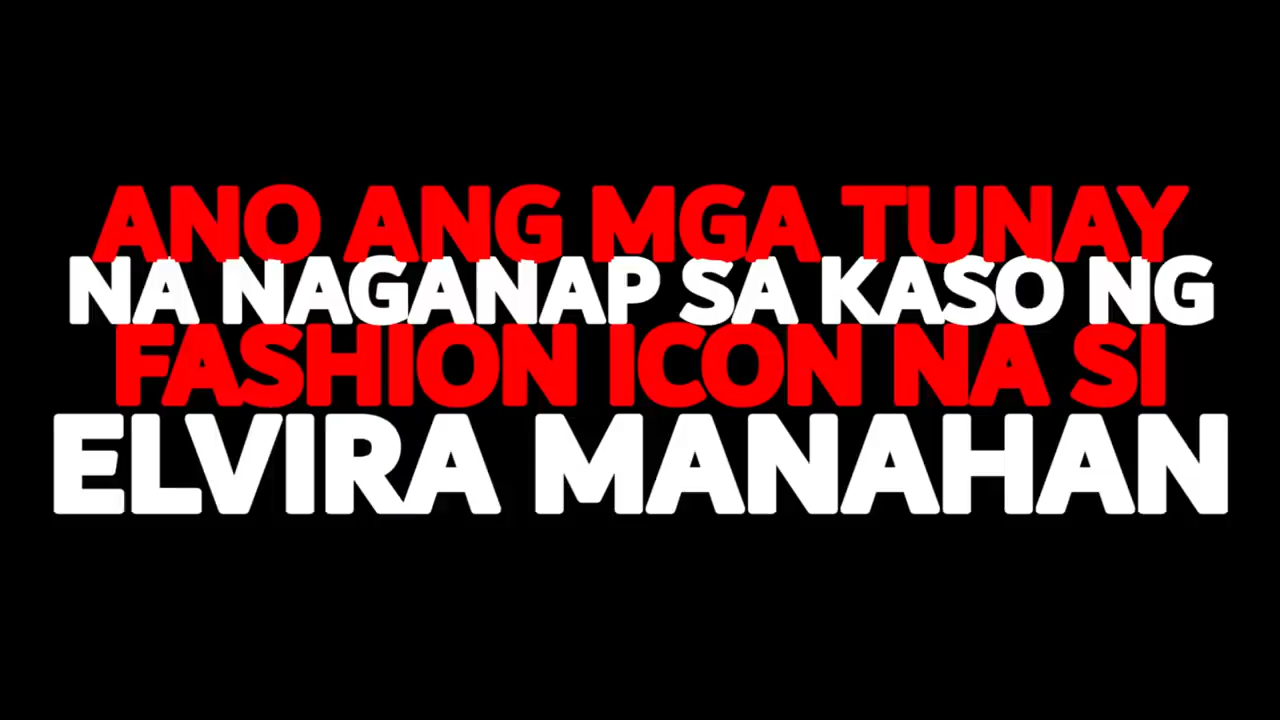 ANO ANG MGA TUNAY
NA NAGANAP SA KASO NG
FASHION ICON NA SI
ELVIRA MANAHAN